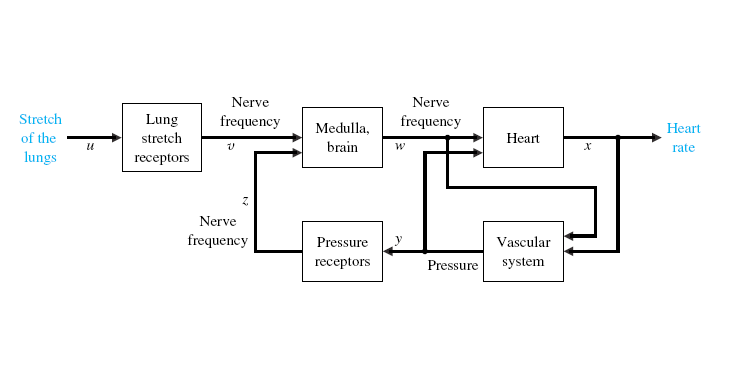 Stretch
of the
lungs
u
Lung
stretch
receptors
Nerve
frequency
v
Medulla,
brain
Nerve
frequency
w
Heart
x
Heart
rate
z
Nerve
frequency
Pressure
receptors
y
Pressure
Vascular
system